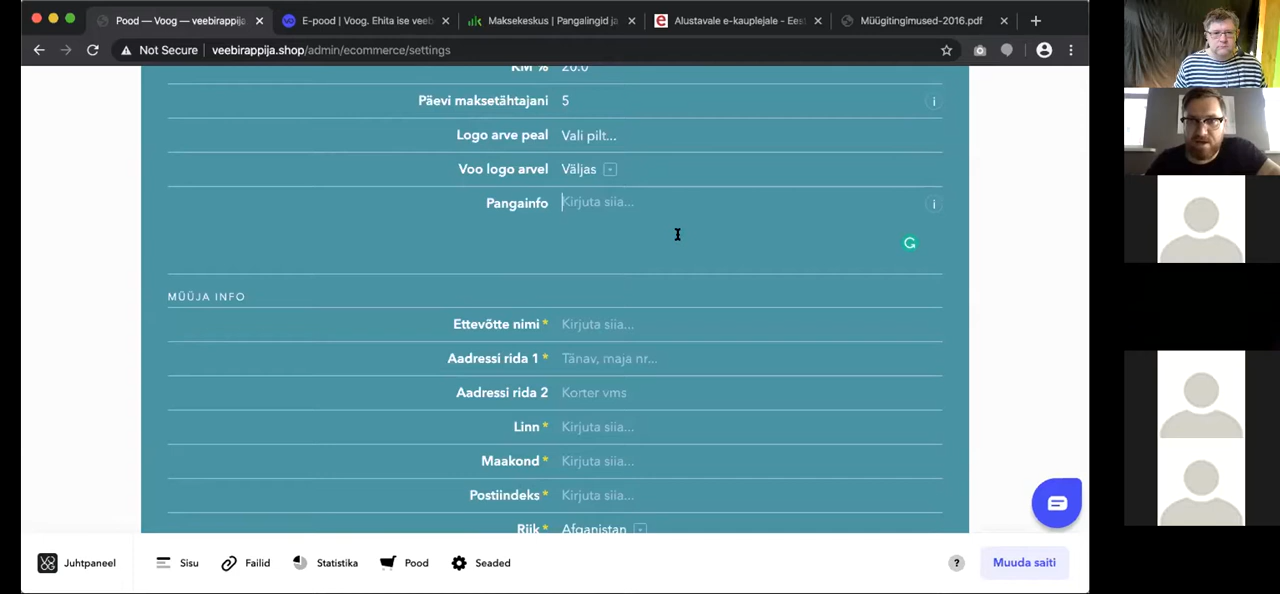 Pood — Voog — veebirappija
E-pood | Voog. Ehita ise veeb
Maksekeskus | Pangalingid ja
Alustavale e-kauplejale - Ees
Müügitingimused-2016.pdf
Not Secure | veebirappija.shop/admin/ecommerce/settings
KM % 20.0
Päevi maksetähtajani 5
Logo arve peal Vali pilt...
Voo logo arvel Väljas
Pangainfo Kirjuta siia...
MÜÜJA INFO
Ettevõtte nimi * Kirjuta siia...
Aadressi rida 1 * Tänav, maja nr...
Aadressi rida 2 Korter vms
Linn * Kirjuta siia...
Maakond * Kirjuta siia...
Postiindeks * Kirjuta siia...
Riik * Afganistan
Juhtpaneel Sisu Failid Statistika Pood Seaded ? Muuda saiti